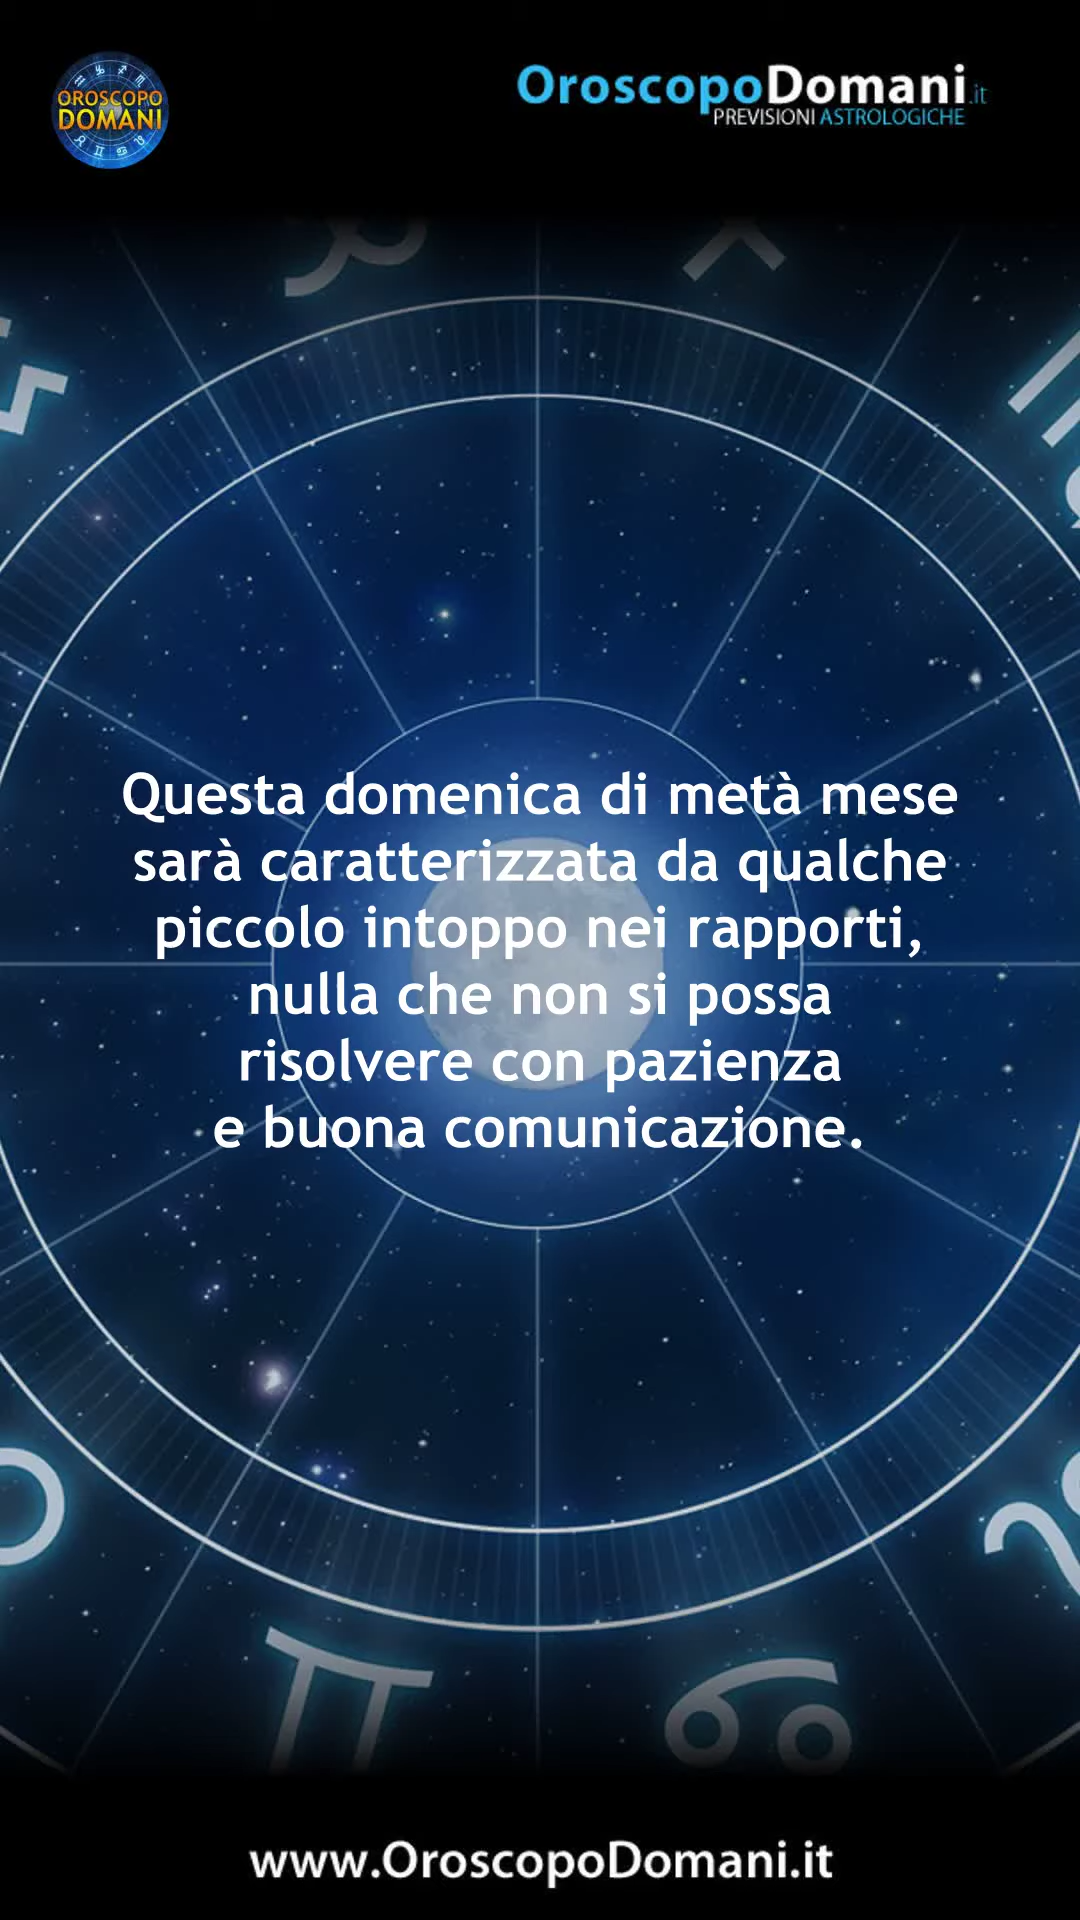 OROSCOPO
DOMANI
OroscopoDomani.it
PREVISIONI ASTROLOGICHE
Questa domenica di metà mese
sarà caratterizzata da qualche
piccolo intoppo nei rapporti,
nulla che non si possa
risolvere con pazienza
e buona comunicazione.
www.OroscopoDomani.it